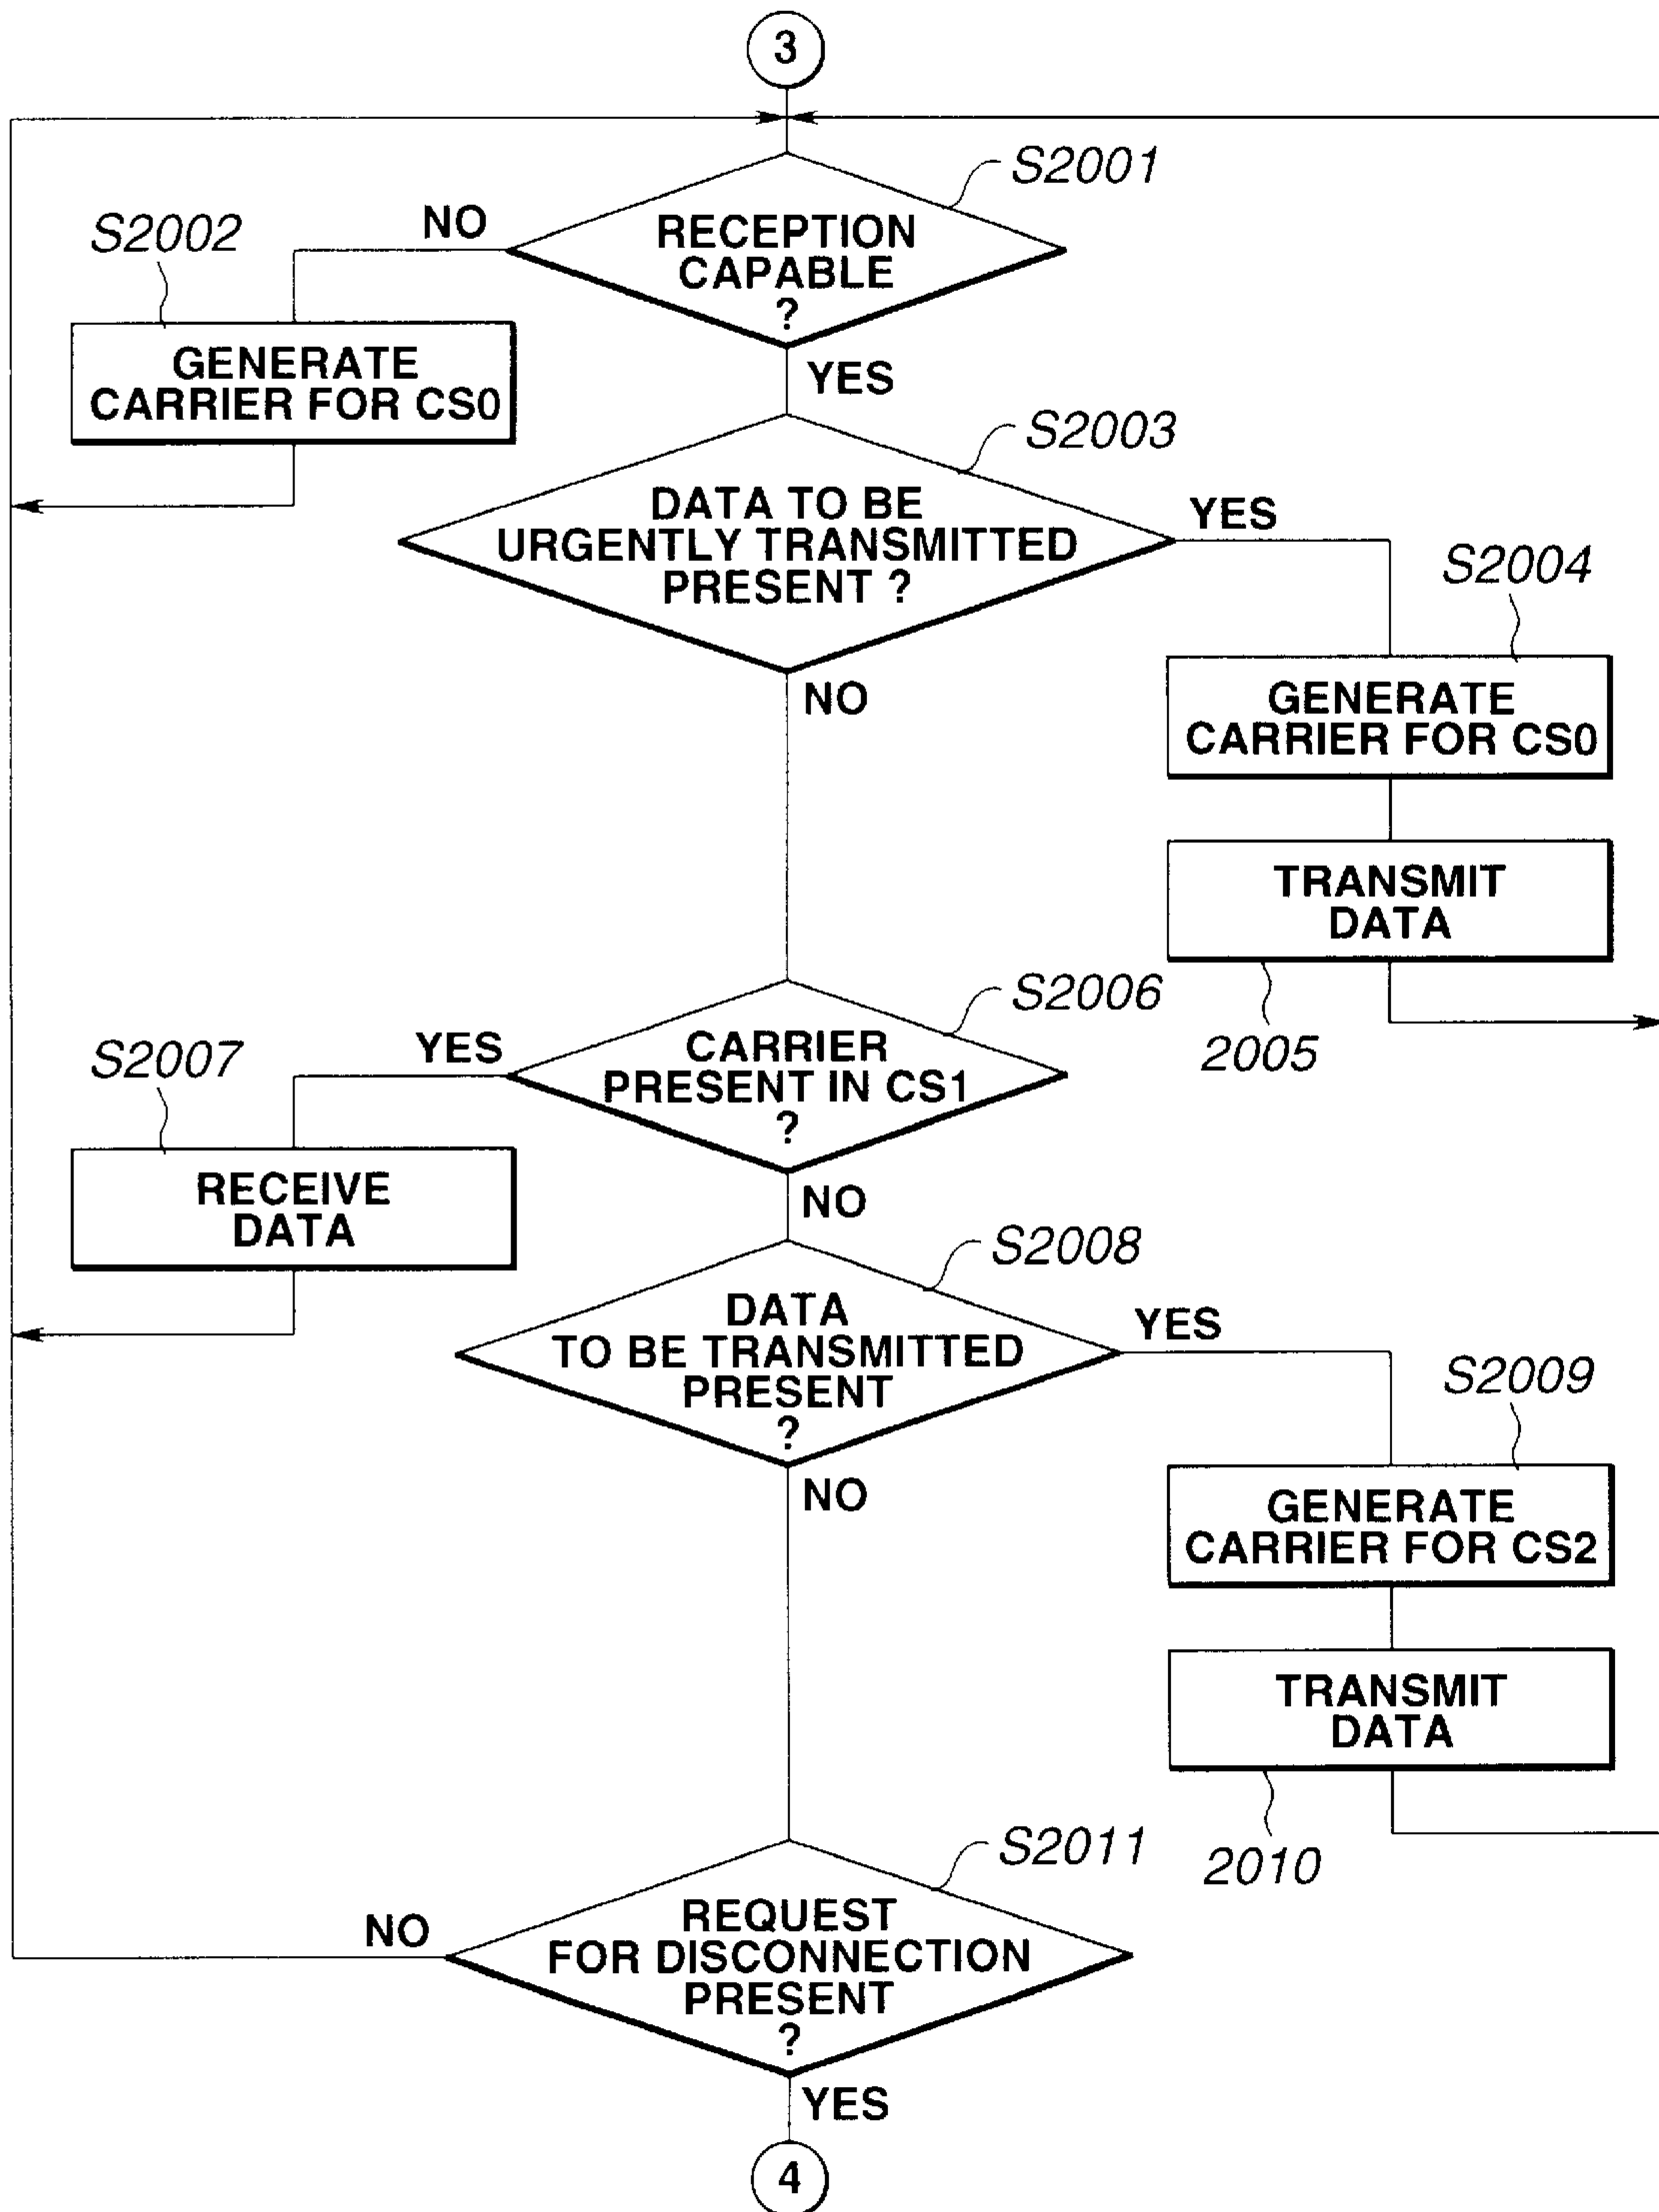 3
S2001
NO
S2002
RECEPTION
CAPABLE
?
GENERATE
CARRIER FOR CS0
YES
S2003
DATA TO BE
URGENTLY TRANSMITTED
PRESENT ?
YES
S2004
NO
GENERATE
CARRIER FOR CS0
TRANSMIT
DATA
2005
S2006
YES
S2007
CARRIER
PRESENT IN CS1
?
RECEIVE
DATA
NO
S2008
DATA
TO BE TRANSMITTED
PRESENT
?
YES
S2009
NO
GENERATE
CARRIER FOR CS2
TRANSMIT
DATA
2010
S2011
NO
REQUEST
FOR DISCONNECTION
PRESENT
?
YES
4